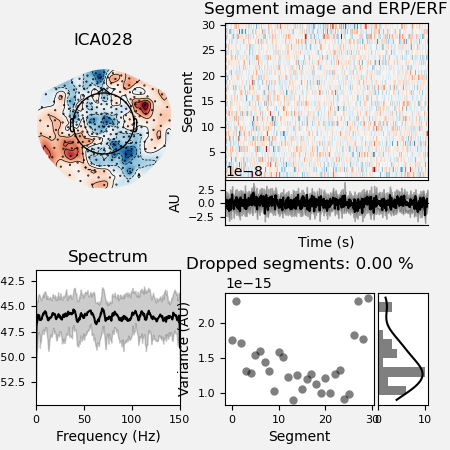 ICA028
Segment image and ERP/ERF
Segment
30
25
20
15
10
5
1e−8
AU
2.5
0.0
−2.5
Time (s)
Spectrum
42.5
45.0
47.5
50.0
52.5
0
50
100
150
Frequency (Hz)
Dropped segments: 0.00 %
1e−15
Variance (AU)
2.0
1.5
1.0
0
10
20
30
Segment
0
10